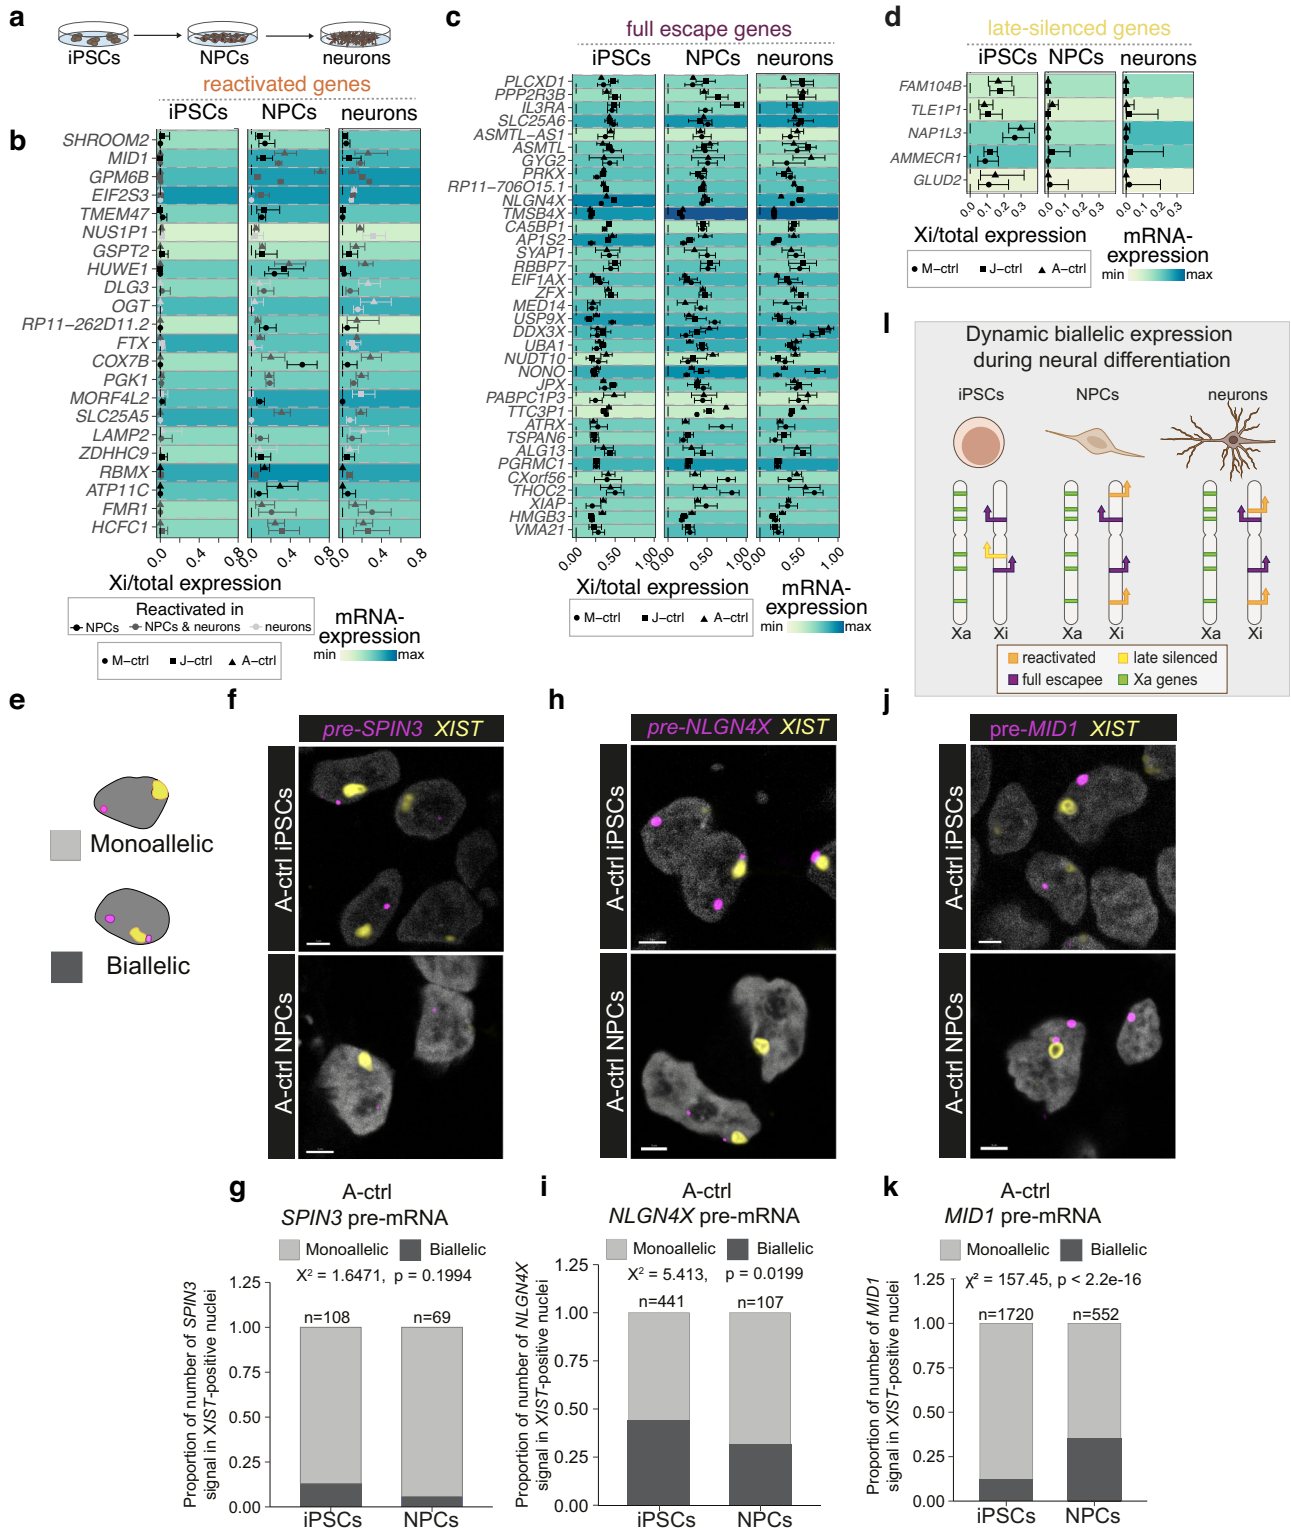 a
iPSCs
NPCs
neurons
reactivated genes
iPSCs
NPCs
neurons
b
SHROOM2
MID1
GPM6B
EIF2S3
TMEM47
NUS1P1
GSPT2
HUWE1
DLG3
OGT
RP11-262D11.2
FTX
COX7B
PGK1
MORF4L2
SLC25A5
LAMP2
ZDHHC9
RBMX
ATP11C
FMR1
HCFC1
0.0 0.4 0.8
0.0 0.4 0.8
0.0 0.4 0.8
Xi/total expression
Reactivated in
NPCs NPCs & neurons neurons
M-ctrl J-ctrl A-ctrl
mRNA-
expression
min max
c
full escape genes
iPSCs
NPCs
neurons
PLCXD1
PPP2R3B
IL3RA
SLC25A6
ASMTL-AS1
ASMTL
GYG2
PRKX
RP11-706O15.1
NLGN4X
TMSB4X
CA5BP1
AP1S2
SYAP1
RBBP7
EIF1AX
ZFX
MED14
USP9X
DDX3X
UBA1
NUDT10
NONO
JPX
PABPC1P3
TTC3P1
ATRX
TSPAN6
ALG13
PGRMC1
CXorf56
THOC2
XIAP
HMGB3
VMA21
0.00 0.50 1.00
0.00 0.50 1.00
0.00 0.50 1.00
Xi/total expression
M-ctrl J-ctrl A-ctrl
mRNA-
expression
min max
d
late-silenced genes
iPSCs
NPCs
neurons
FAM104B
TLE1P1
NAP1L3
AMMECR1
GLUD2
0.0 0.1 0.2 0.3
0.0 0.1 0.2 0.3
0.0 0.1 0.2 0.3
Xi/total expression
M-ctrl J-ctrl A-ctrl
mRNA-
expression
min max
l
Dynamic biallelic expression
during neural differentiation
iPSCs
NPCs
neurons
Xa Xi
Xa Xi
Xa Xi
reactivated late silenced
full escapee Xa genes
e
Monoallelic
Biallelic
f
pre-SPIN3 XIST
A-ctrl iPSCs
A-ctrl NPCs
h
pre-NLGN4X XIST
A-ctrl iPSCs
A-ctrl NPCs
j
pre-MID1 XIST
A-ctrl iPSCs
A-ctrl NPCs
g
A-ctrl
SPIN3 pre-mRNA
Monoallelic Biallelic
X² = 1.6471, p = 0.1994
n=108 n=69
Proportion of number of SPIN3
signal in XIST-positive nuclei
1.25
1.00
0.75
0.50
0.25
0.00
iPSCs NPCs
i
A-ctrl
NLGN4X pre-mRNA
Monoallelic Biallelic
X² = 5.413, p = 0.0199
n=441 n=107
Proportion of number of NLGN4X
signal in XIST-positive nuclei
1.25
1.00
0.75
0.50
0.25
0.00
iPSCs NPCs
k
A-ctrl
MID1 pre-mRNA
Monoallelic Biallelic
χ² = 157.45, p < 2.2e-16
n=1720 n=552
Proportion of number of MID1
signal in XIST-positive nuclei
1.25
1.00
0.75
0.50
0.25
0.00
iPSCs NPCs